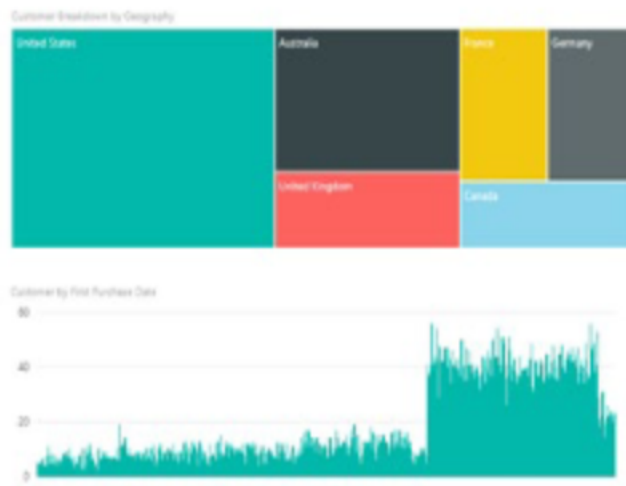 Customer Breakdown by Geography
United States
Australia
France
Germany
United Kingdom
Canada
Customer by First Purchase Date
60
40
20
0